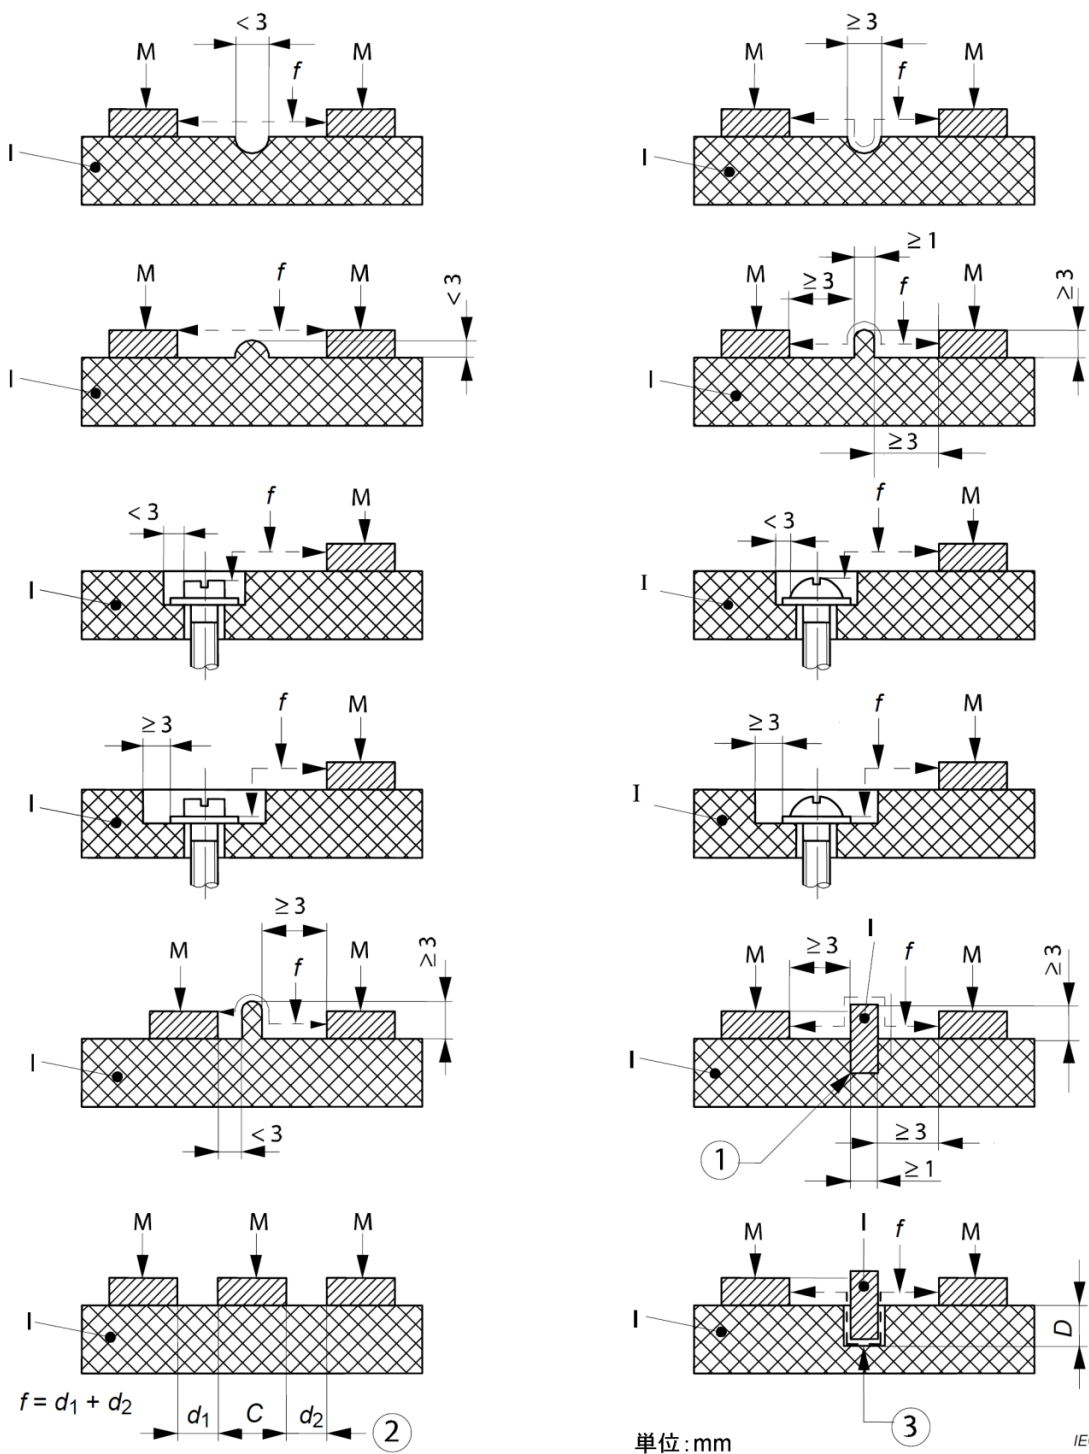 < 3
M f M
I
≥ 3
M f M
I
M f M < 3
I
≥ 1
≥ 3 f M ≥ 3
M
I
≥ 3
< 3 f M
I
< 3 f M
I
≥ 3 f M
I
≥ 3 f M
I
≥ 3
M f M ≥ 3
I
< 3
≥ 3 I
M f M ≥ 3
I
1 ≥ 3
≥ 1
M M M
I
f = d1 + d2 d1 C d2 2
M I f M
I D
3
単位:mm